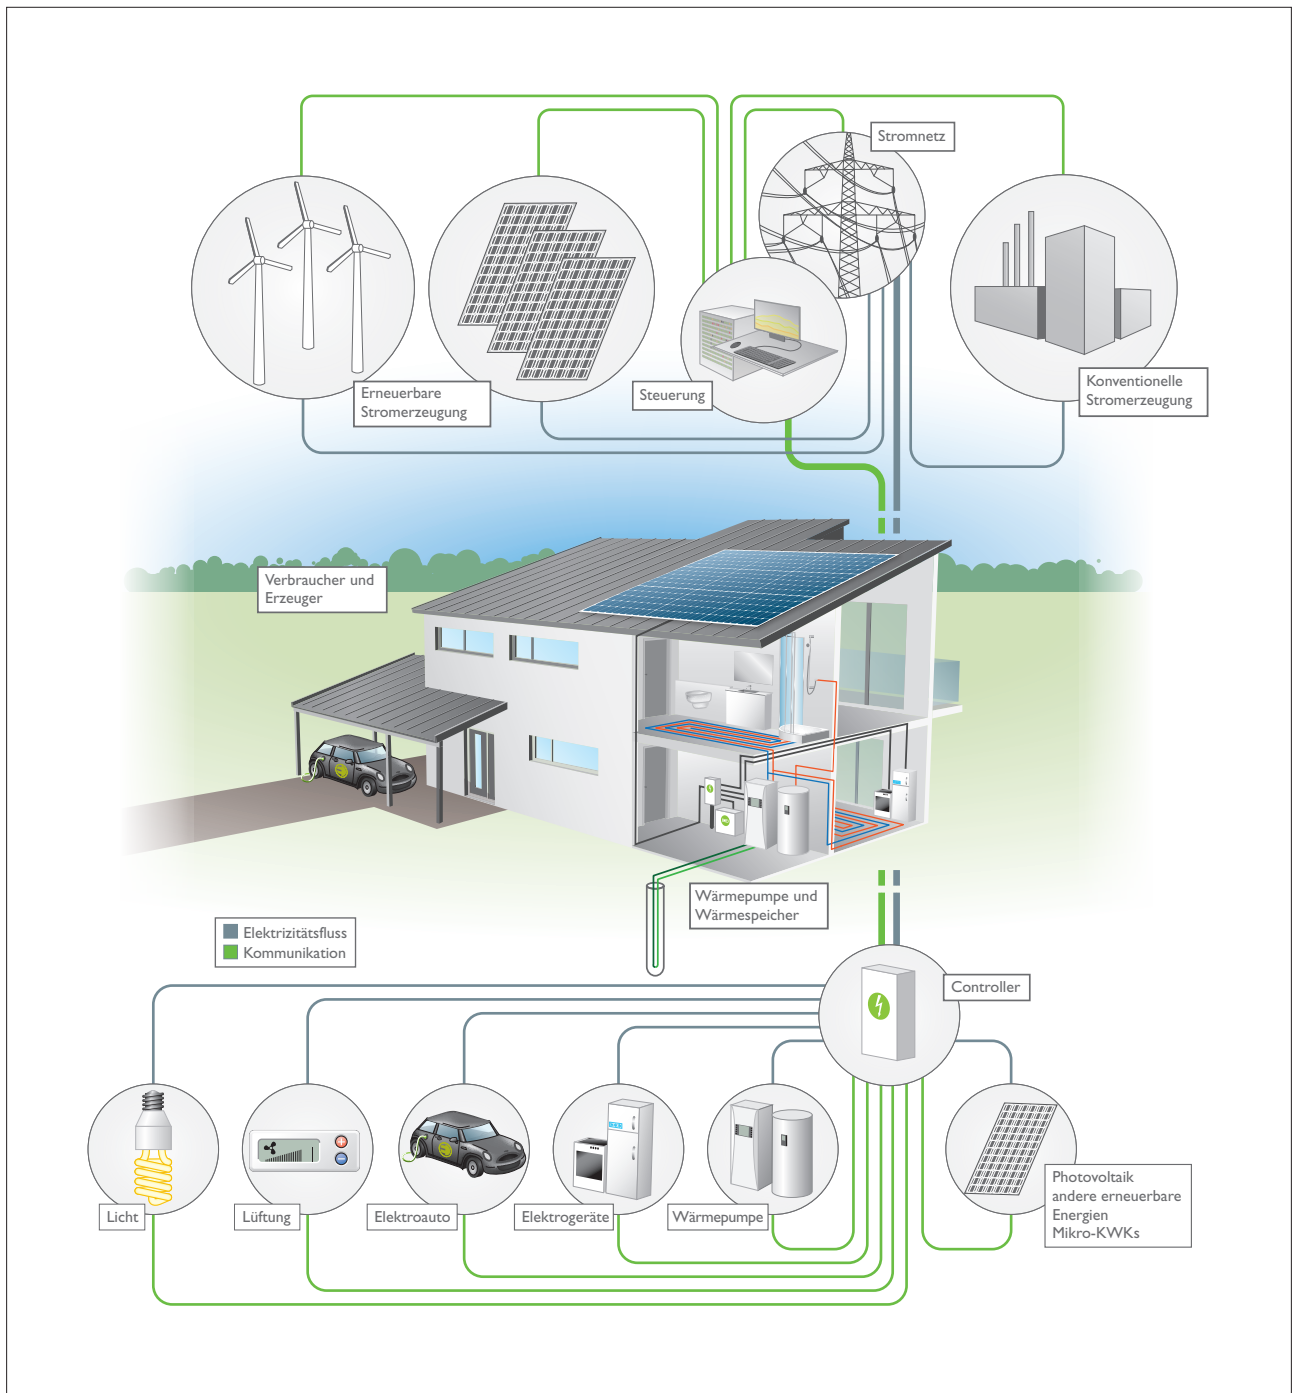 Stromnetz
Erneuerbare
Stromerzeugung
Steuerung
Konventionelle
Stromerzeugung
Verbraucher und
Erzeuger
Wärmepumpe und
Wärmespeicher
Elektrizitätsfluss
Kommunikation
Controller
Licht
Lüftung
Elektroauto
Elektrogeräte
Wärmepumpe
Photovoltaik
andere erneuerbare
Energien
Mikro-KWKs